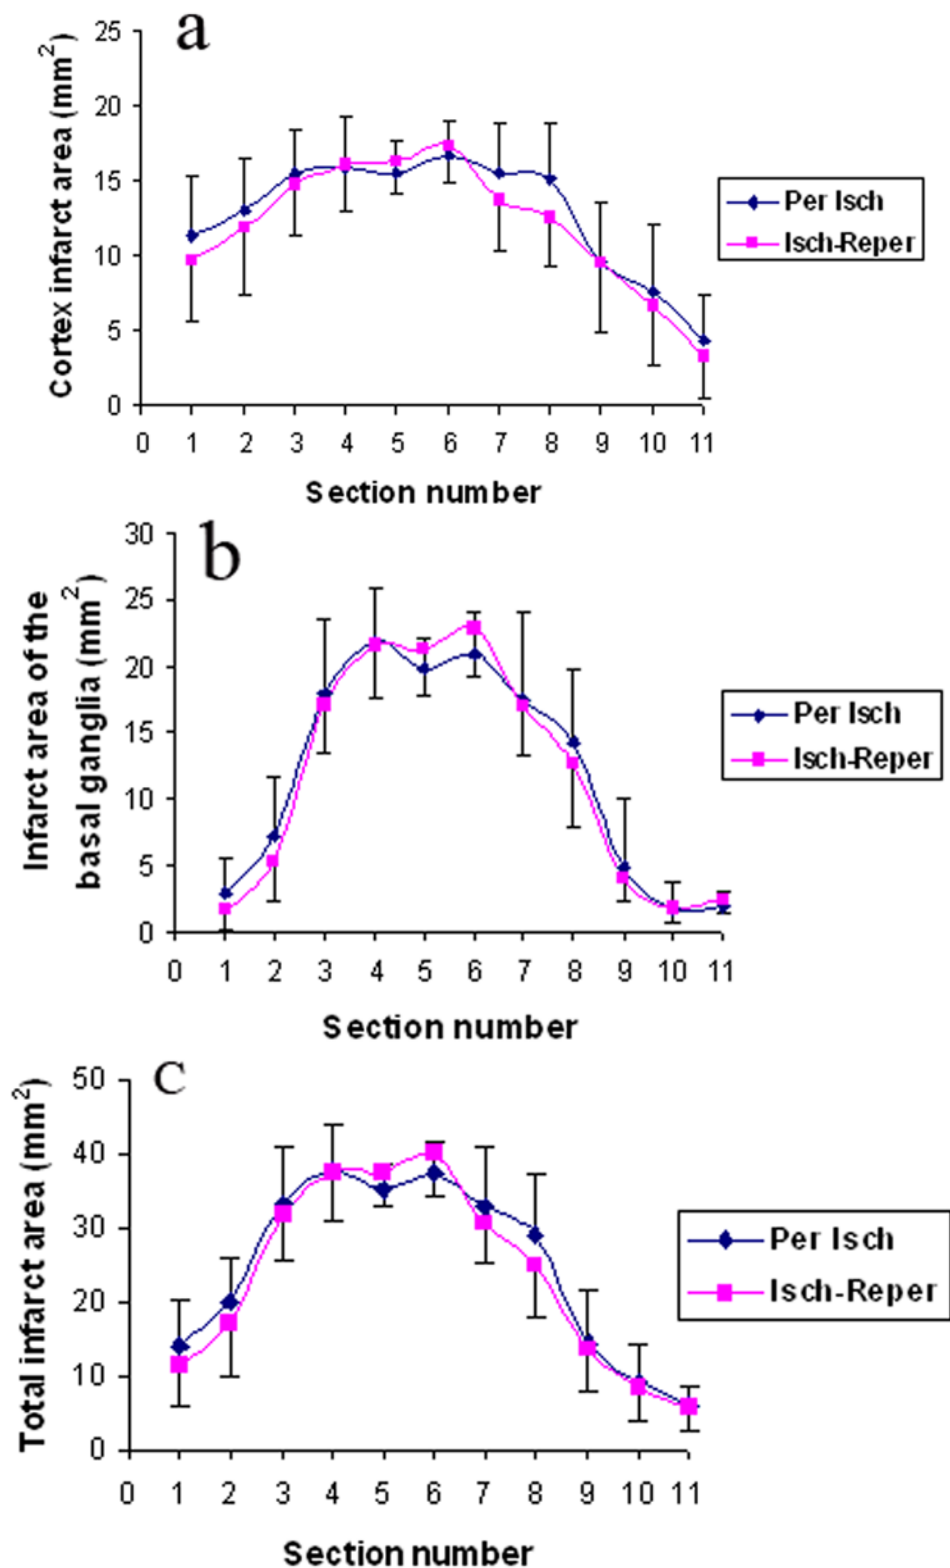 a
Cortex infarct area (mm²)
25
20
15
10
5
0
0 1 2 3 4 5 6 7 8 9 10 11
Section number
Per Isch
Isch-Reper
b
Infarct area of the
basal ganglia (mm²)
30
25
20
15
10
5
0
0 1 2 3 4 5 6 7 8 9 10 11
Section number
Per Isch
Isch-Reper
c
Total infarct area (mm²)
50
40
30
20
10
0
0 1 2 3 4 5 6 7 8 9 10 11
Section number
Per Isch
Isch-Reper